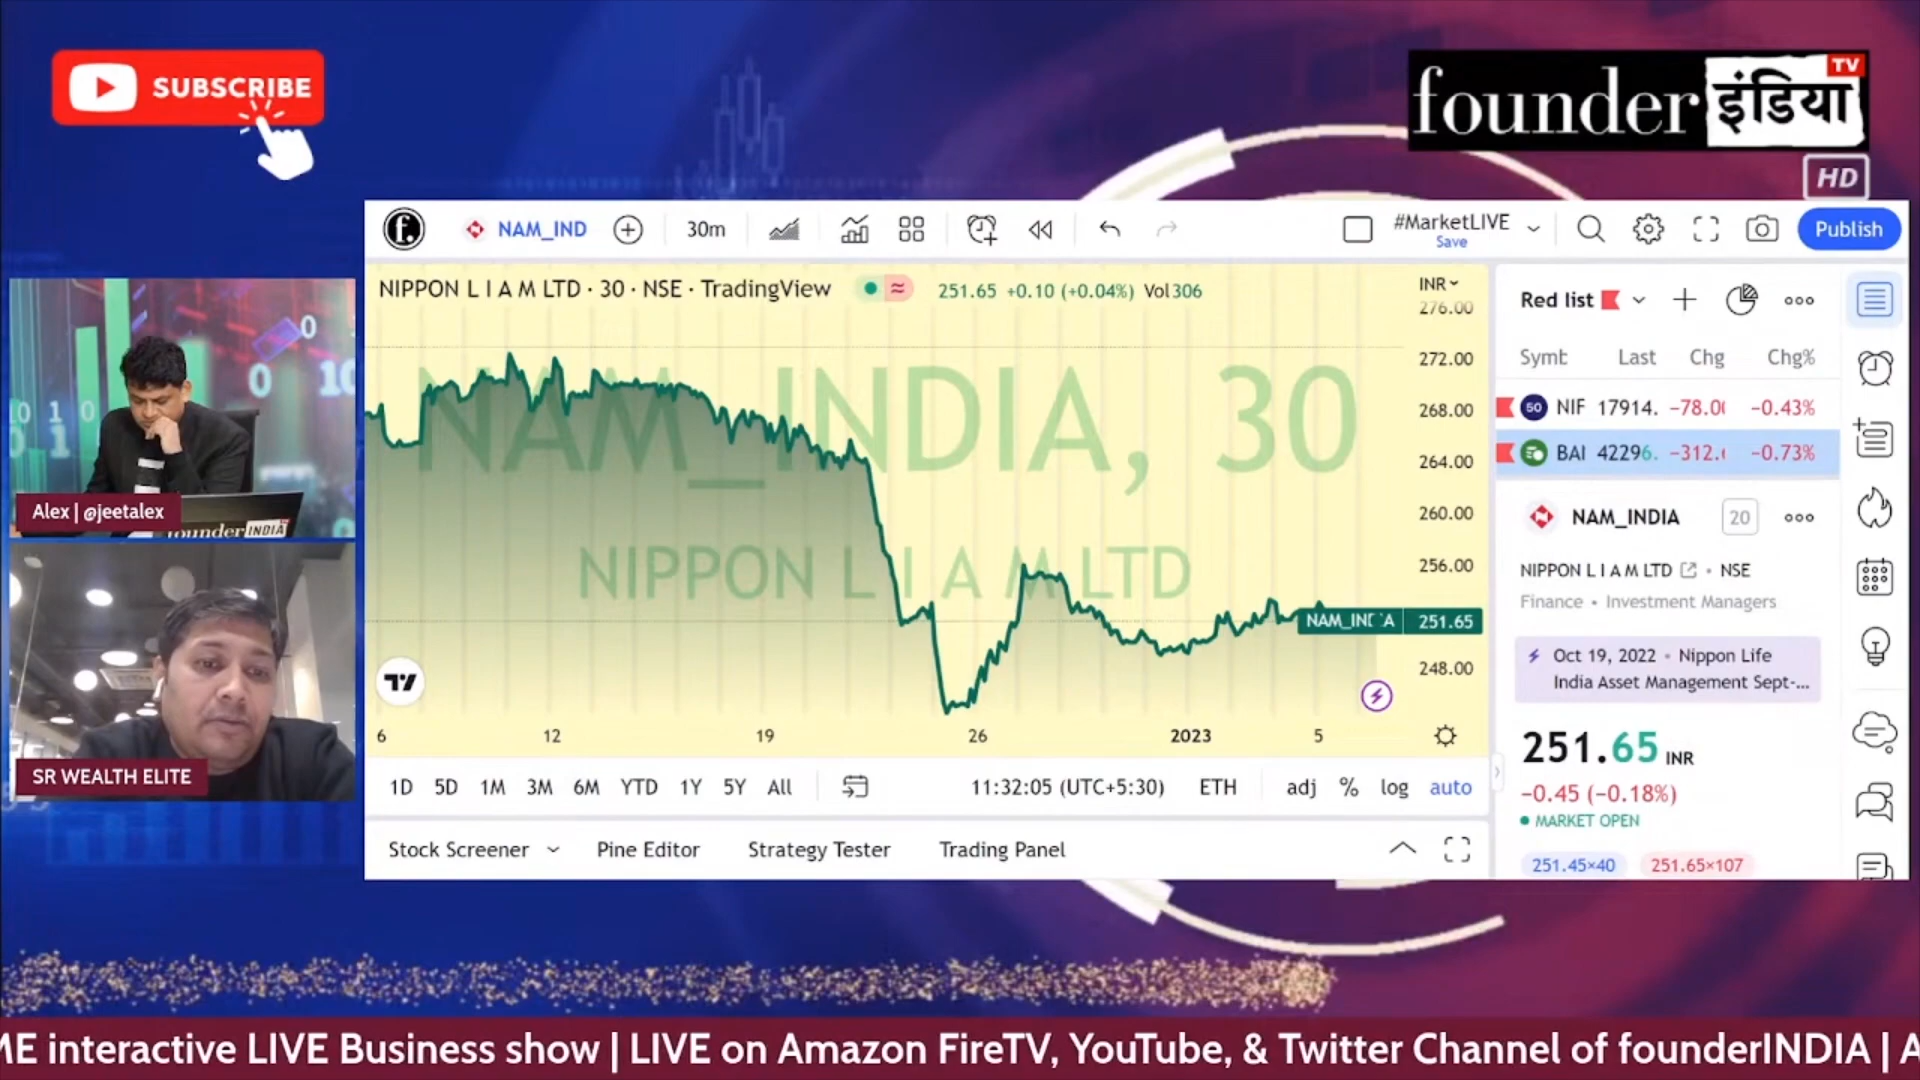 SUBSCRIBE
founder इंडिया TV
HD
NAM_IND
30m
#MarketLIVE
Save
Publish
NIPPON L I A M LTD · 30 · NSE · TradingView
251.65 +0.10 (+0.04%) Vol306
INR
276.00
272.00
268.00
264.00
260.00
256.00
NAM_INDIA, 30
NIPPON L I A M LTD
251.65
248.00
6 12 19 26 2023 5
1D 5D 1M 3M 6M YTD 1Y 5Y All
11:32:05 (UTC+5:30) ETH adj % log auto
Stock Screener Pine Editor Strategy Tester Trading Panel
Red list
Symb Last Chg Chg%
50 NIF 17914. −78.0 −0.43%
BAI 42296. −312. −0.73%
NAM_INDIA 20
NIPPON L I A M LTD • NSE
Finance • Investment Managers
Oct 19, 2022 • Nippon Life
India Asset Management Sept-...
251.65 INR
−0.45 (−0.18%)
MARKET OPEN
251.45×40 251.65×107
Alex | @jeetalex
founder INDIA
SR WEALTH ELITE
ME interactive LIVE Business show | LIVE on Amazon FireTV, YouTube, & Twitter Channel of founderINDIA | A